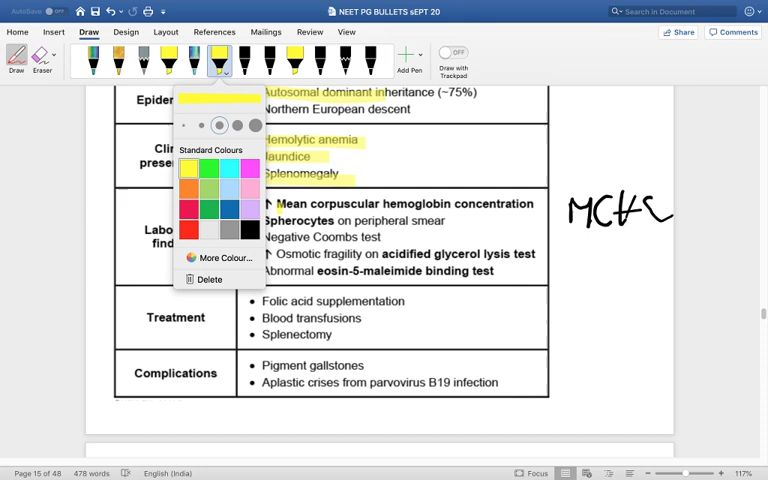 AutoSave OFF NEET PG BULLETS sEPT 20 Search in Document
Home Insert Draw Design Layout References Mailings Review View Share Comments
OFF
Draw Eraser Add Pen Draw with Trackpad
Epider
Autosomal dominant inheritance (~75%)
Northern European descent
Clin
prese
Hemolytic anemia
Jaundice
Splenomegaly
Standard Colours
More Colour...
Delete
Labo
find
↑ Mean corpuscular hemoglobin concentration
Spherocytes on peripheral smear
Negative Coombs test
↑ Osmotic fragility on acidified glycerol lysis test
Abnormal eosin-5-maleimide binding test
MCHC
Treatment
• Folic acid supplementation
• Blood transfusions
• Splenectomy
Complications
• Pigment gallstones
• Aplastic crises from parvovirus B19 infection
Page 15 of 48 478 words English (India) Focus 117%